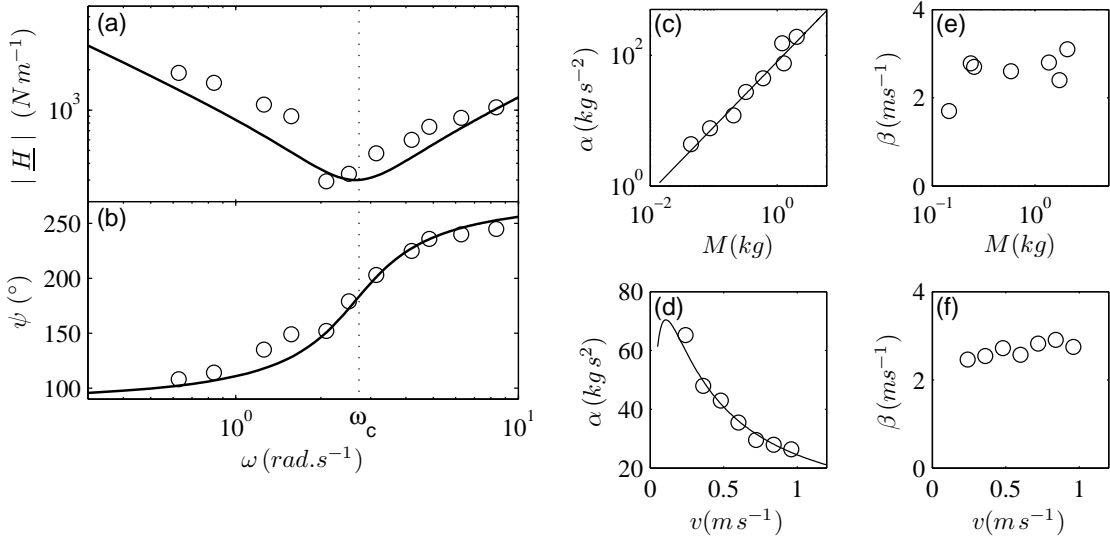 (a)
| H | (N m⁻¹)
10³
(b)
ψ (°)
250
200
150
100
10⁰
ω_c
10¹
ω (rad.s⁻¹)
(c)
α (kg s⁻²)
10²
10⁰
10⁻²
10⁰
M (kg)
(d)
α (kg s²)
80
60
40
20
0
0.5
1
v(m s⁻¹)
(e)
β (ms⁻¹)
4
2
0
10⁻¹
10⁰
M (kg)
(f)
β (ms⁻¹)
4
2
0
0
0.5
1
v(m s⁻¹)